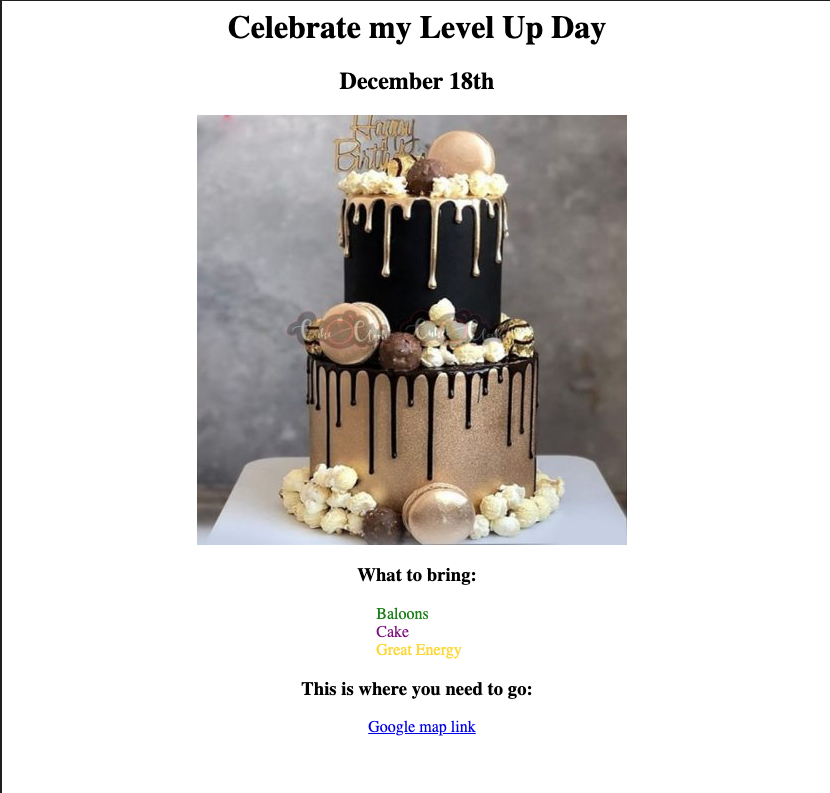 Celebrate my Level Up Day
December 18th
Happy
What to bring:
Baloons
Cake
Great Energy
This is where you need to go:
Google map link